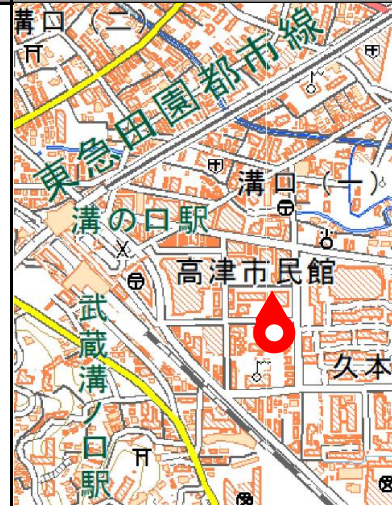 溝口(二)
東急田園都市線
溝口(一)
溝の口駅
高津市民館
武蔵溝ノ口駅
久本